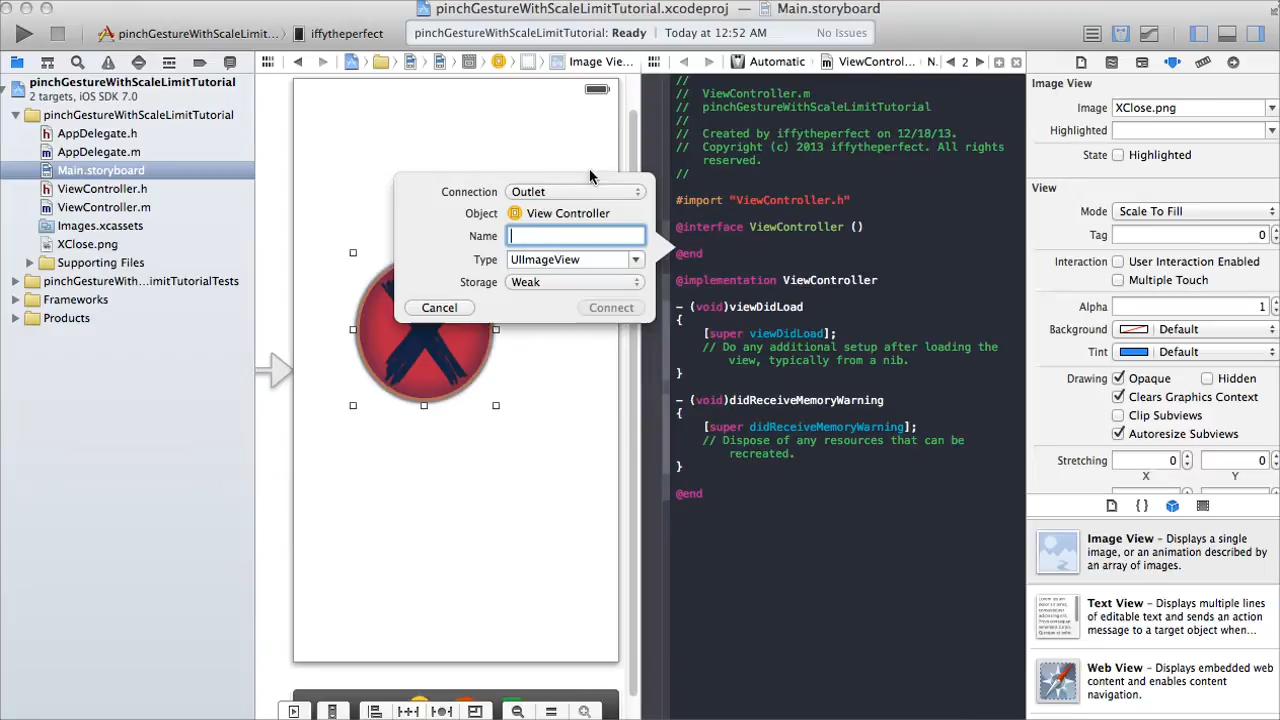 pinchGestureWithScaleLimitTutorial.xcodeproj — Main.storyboard
pinchGestureWithScaleLimit... iffytheperfect
pinchGestureWithScaleLimitTutorial: Ready Today at 12:52 AM No Issues
Image Vie... Automatic ViewContr... N. 2
pinchGestureWithScaleLimitTutorial
2 targets, iOS SDK 7.0
pinchGestureWithScaleLimitTutorial
h AppDelegate.h
m AppDelegate.m
Main.storyboard
h ViewController.h
m ViewController.m
Images.xcassets
XClose.png
Supporting Files
pinchGestureWith...imitTutorialTests
Frameworks
Products
Connection Outlet
Object View Controller
Name
Type UIImageView
Storage Weak
Cancel Connect
//
// ViewController.m
// pinchGestureWithScaleLimitTutorial
//
// Created by iffytheperfect on 12/18/13.
// Copyright (c) 2013 iffytheperfect. All rights
reserved.
//
#import "ViewController.h"
@interface ViewController ()
@end
@implementation ViewController
- (void)viewDidLoad
{
[super viewDidLoad];
// Do any additional setup after loading the
view, typically from a nib.
}
- (void)didReceiveMemoryWarning
{
[super didReceiveMemoryWarning];
// Dispose of any resources that can be
recreated.
}
@end
Image View
Image XClose.png
Highlighted
State Highlighted
View
Mode Scale To Fill
Tag 0
Interaction User Interaction Enabled
Multiple Touch
Alpha 1
Background Default
Tint Default
Drawing Opaque Hidden
Clears Graphics Context
Clip Subviews
Autoresize Subviews
Stretching 0 0
X Y
{ }
Image View - Displays a single
image, or an animation described by
an array of images.
Text View - Displays multiple lines
of editable text and sends an action
message to a target object when...
Web View - Displays embedded web
content and enables content
navigation.